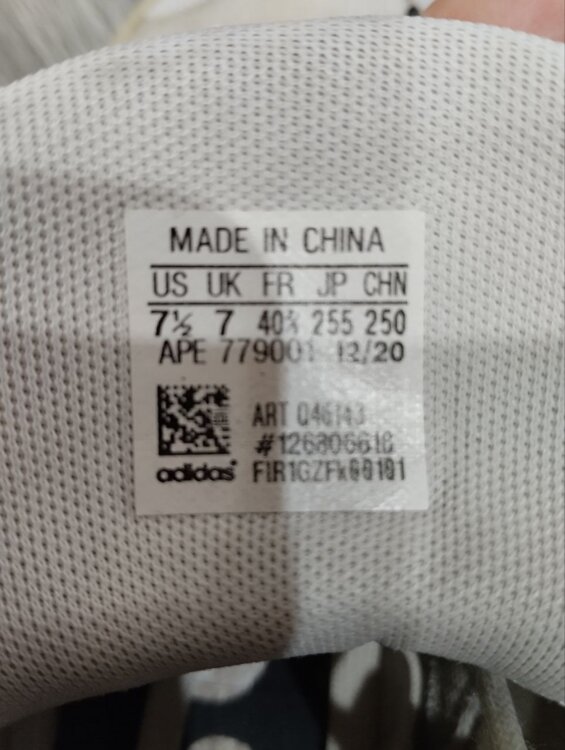 MADE IN CHINA
US UK FR JP CHN
7½ 7 40⅔ 255 250
APE 779001 12/20
ART
adidas